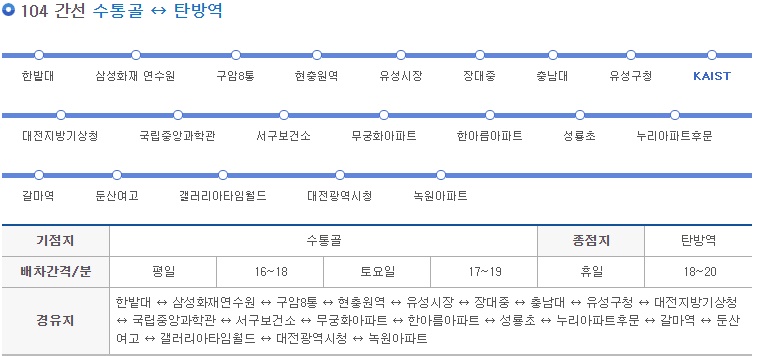 104 간선 수통골 ↔ 탄방역
한밭대 삼성화재 연수원 구암8통 현충원역 유성시장 장대중 충남대 유성구청 KAIST
대전지방기상청 국립중앙과학관 서구보건소 무궁화아파트 한아름아파트 성룡초 누리아파트후문
갈마역 둔산여고 갤러리아타임월드 대전광역시청 녹원아파트
기점지 수통골 종점지 탄방역
배차간격/분 평일 16~18 토요일 17~19 휴일 18~20
경유지
한밭대 ↔ 삼성화재연수원 ↔ 구암8통 ↔ 현충원역 ↔ 유성시장 ↔ 장대중 ↔ 충남대 ↔ 유성구청 ↔ 대전지방기상청
↔ 국립중앙과학관 ↔ 서구보건소 ↔ 무궁화아파트 ↔ 한아름아파트 ↔ 성룡초 ↔ 누리아파트후문 ↔ 갈마역 ↔ 둔산
여고 ↔ 갤러리아타임월드 ↔ 대전광역시청 ↔ 녹원아파트